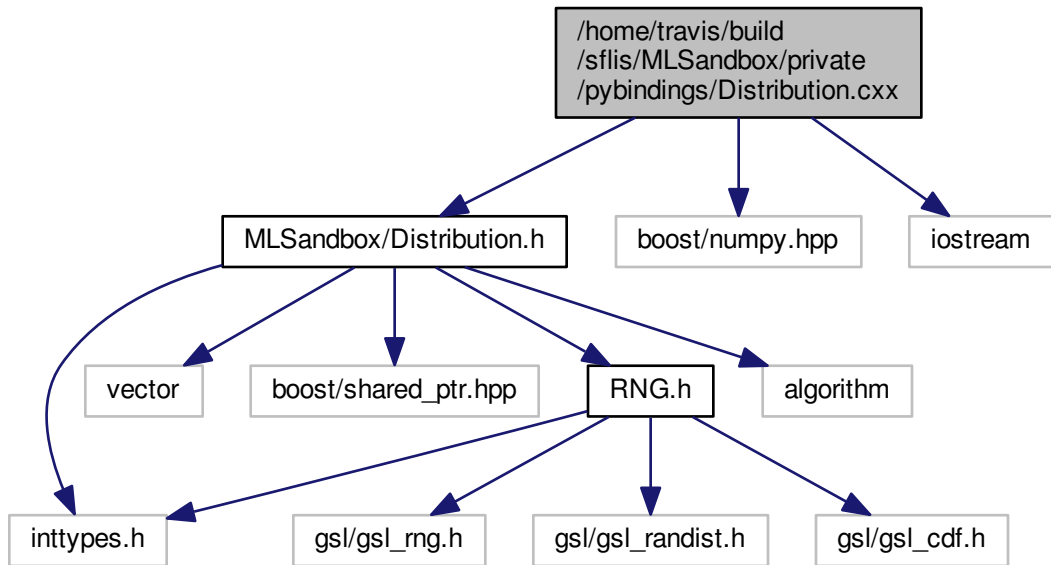 /home/travis/build
/sflis/MLSandbox/private
/pybindings/Distribution.cxx
MLSandbox/Distribution.h
boost/numpy.hpp
iostream
vector
boost/shared_ptr.hpp
RNG.h
algorithm
inttypes.h
gsl/gsl_rng.h
gsl/gsl_randist.h
gsl/gsl_cdf.h